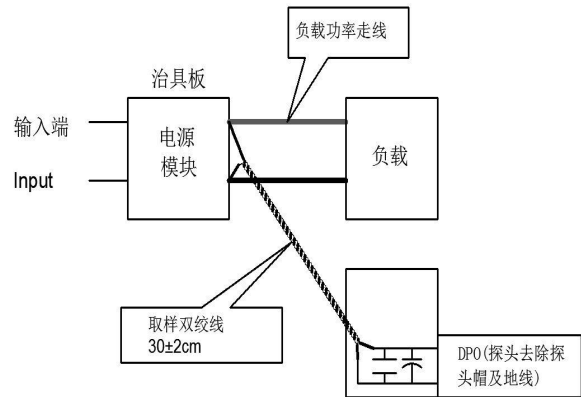 负载功率走线
治具板
输入端
Input
电源
模块
负载
取样双绞线
30±2cm
DPO(探头去除探
头帽及地线)